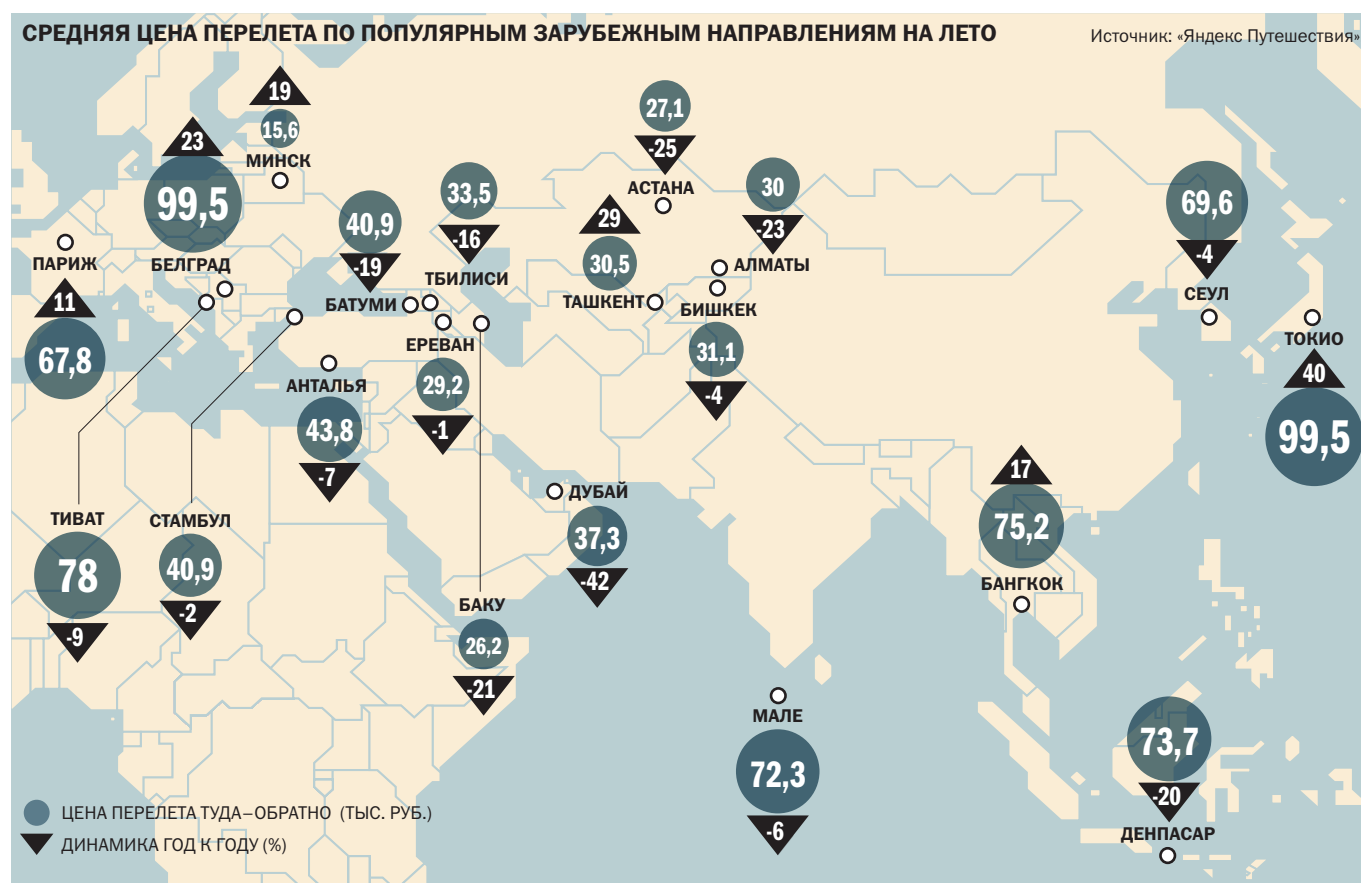 СРЕДНЯЯ ЦЕНА ПЕРЕЛЕТА ПО ПОПУЛЯРНЫМ ЗАРУБЕЖНЫМ НАПРАВЛЕНИЯМ НА ЛЕТО
Источник: «Яндекс Путешествия»
19
15,6
МИНСК
23
99,5
БЕЛГРАД
ПАРИЖ
11
67,8
40,9
-19
БАТУМИ
33,5
-16
ТБИЛИСИ
27,1
-25
АСТАНА
29
30,5
ТАШКЕНТ
30
-23
АЛМАТЫ
БИШКЕК
31,1
-4
69,6
-4
СЕУЛ
ТОКИО
40
99,5
ЕРЕВАН
29,2
-1
АНТАЛЬЯ
43,8
-7
ДУБАЙ
37,3
-42
17
75,2
БАНГКОК
ТИВАТ
78
-9
СТАМБУЛ
40,9
-2
БАКУ
26,2
-21
МАЛЕ
72,3
-6
73,7
-20
ДЕНПАСАР
ЦЕНА ПЕРЕЛЕТА ТУДА–ОБРАТНО (ТЫС. РУБ.)
ДИНАМИКА ГОД К ГОДУ (%)